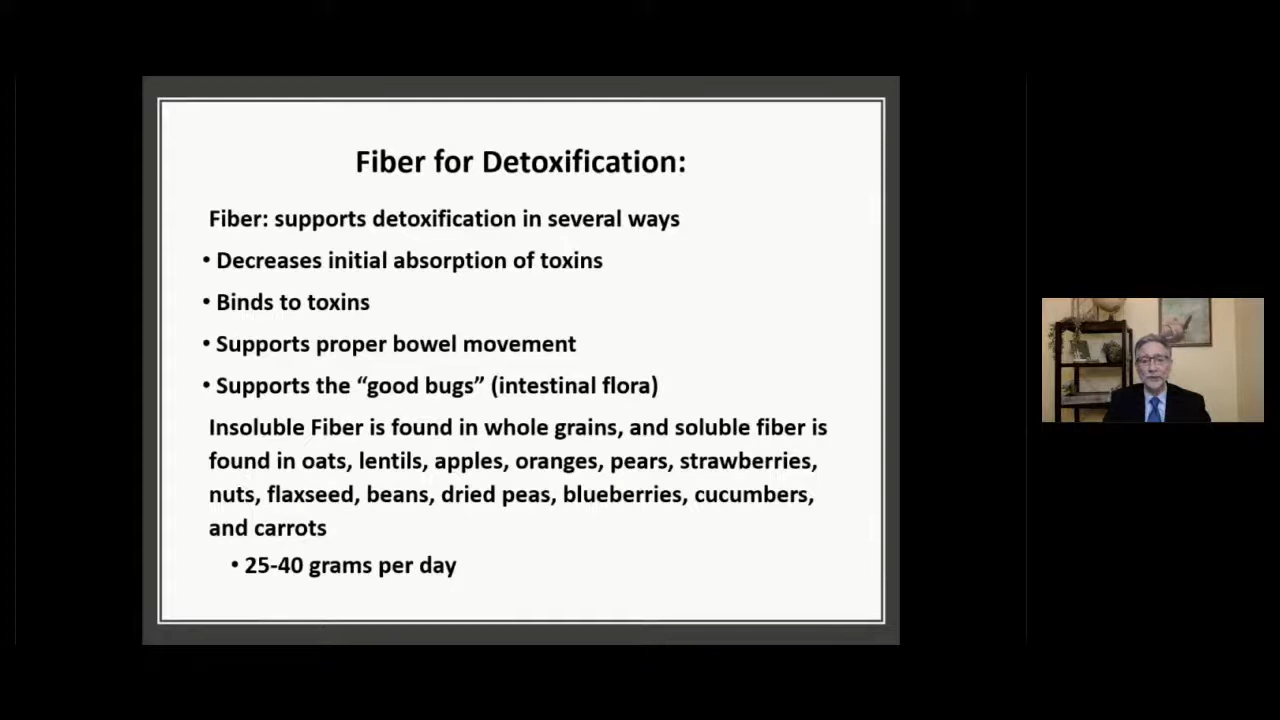 Fiber for Detoxification:
Fiber: supports detoxification in several ways
• Decreases initial absorption of toxins
• Binds to toxins
• Supports proper bowel movement
• Supports the “good bugs” (intestinal flora)
Insoluble Fiber is found in whole grains, and soluble fiber is
found in oats, lentils, apples, oranges, pears, strawberries,
nuts, flaxseed, beans, dried peas, blueberries, cucumbers,
and carrots
• 25-40 grams per day